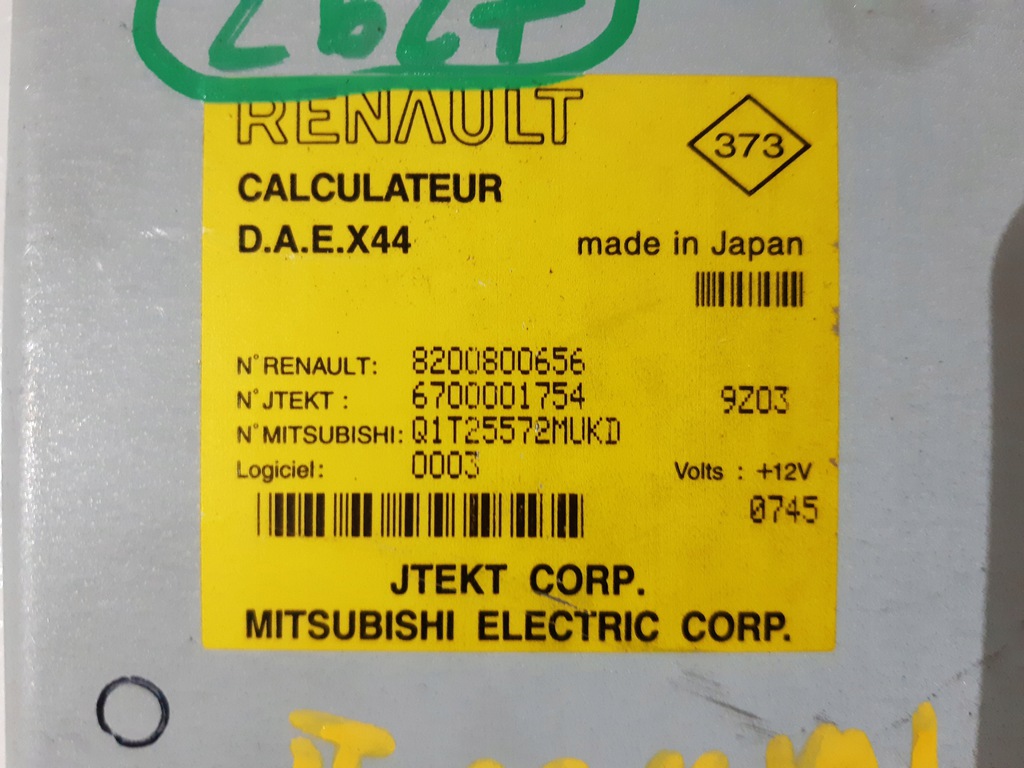 RENAULT
373
CALCULATEUR
D.A.E.X44
made in Japan
N° RENAULT: 8200800656
N° JTEKT : 6700001754 9Z03
N° MITSUBISHI: Q1T25572MUKD
Logiciel: 0003 Volts : +12V
0745
JTEKT CORP.
MITSUBISHI ELECTRIC CORP.